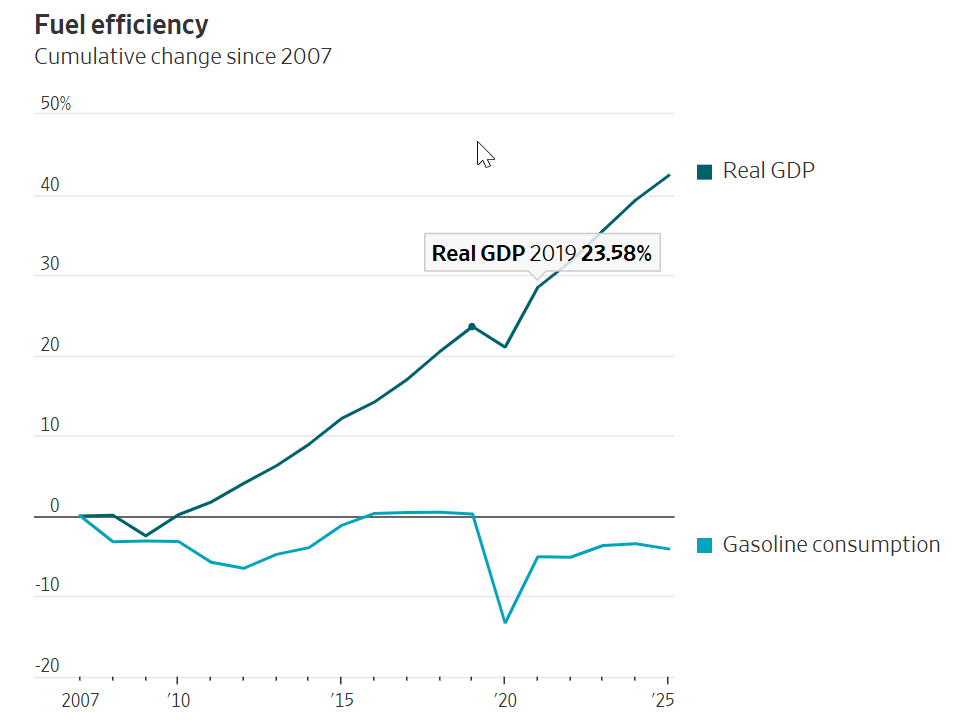 Fuel efficiency
Cumulative change since 2007
50%
40
30
20
10
0
-10
-20
2007 ’10 ’15 ’20 ’25
Real GDP 2019 23.58%
Real GDP
Gasoline consumption